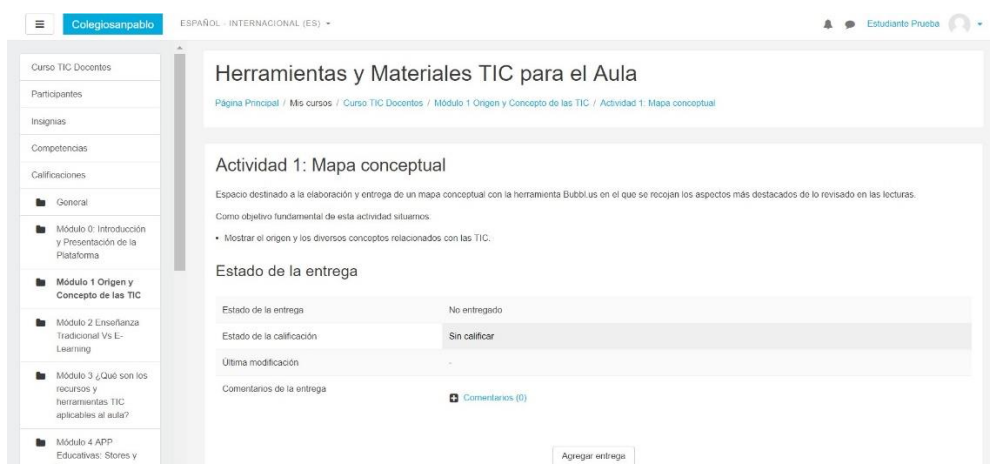 Colegiosanpablo
ESPAÑOL - INTERNACIONAL (ES)
Estudiante Prueba
Curso TIC Docentes
Participantes
Insignias
Competencias
Calificaciones
General
Módulo 0: Introducción
y Presentación de la
Plataforma
Módulo 1 Origen y
Concepto de las TIC
Módulo 2 Enseñanza
Tradicional Vs E-
Learning
Módulo 3 ¿Qué son los
recursos y
herramientas TIC
aplicables al aula?
Módulo 4 APP
Educativas: Stores y
Herramientas y Materiales TIC para el Aula
Página Principal / Mis cursos / Curso TIC Docentes / Módulo 1 Origen y Concepto de las TIC / Actividad 1: Mapa conceptual
Actividad 1: Mapa conceptual
Espacio destinado a la elaboración y entrega de un mapa conceptual con la herramienta Bubbl.us en el que se recojan los aspectos más destacados de lo revisado en las lecturas.
Como objetivo fundamental de esta actividad situamos:
• Mostrar el origen y los diversos conceptos relacionados con las TIC.
Estado de la entrega
Estado de la entrega No entregado
Estado de la calificación Sin calificar
Última modificación -
Comentarios de la entrega Comentarios (0)
Agregar entrega